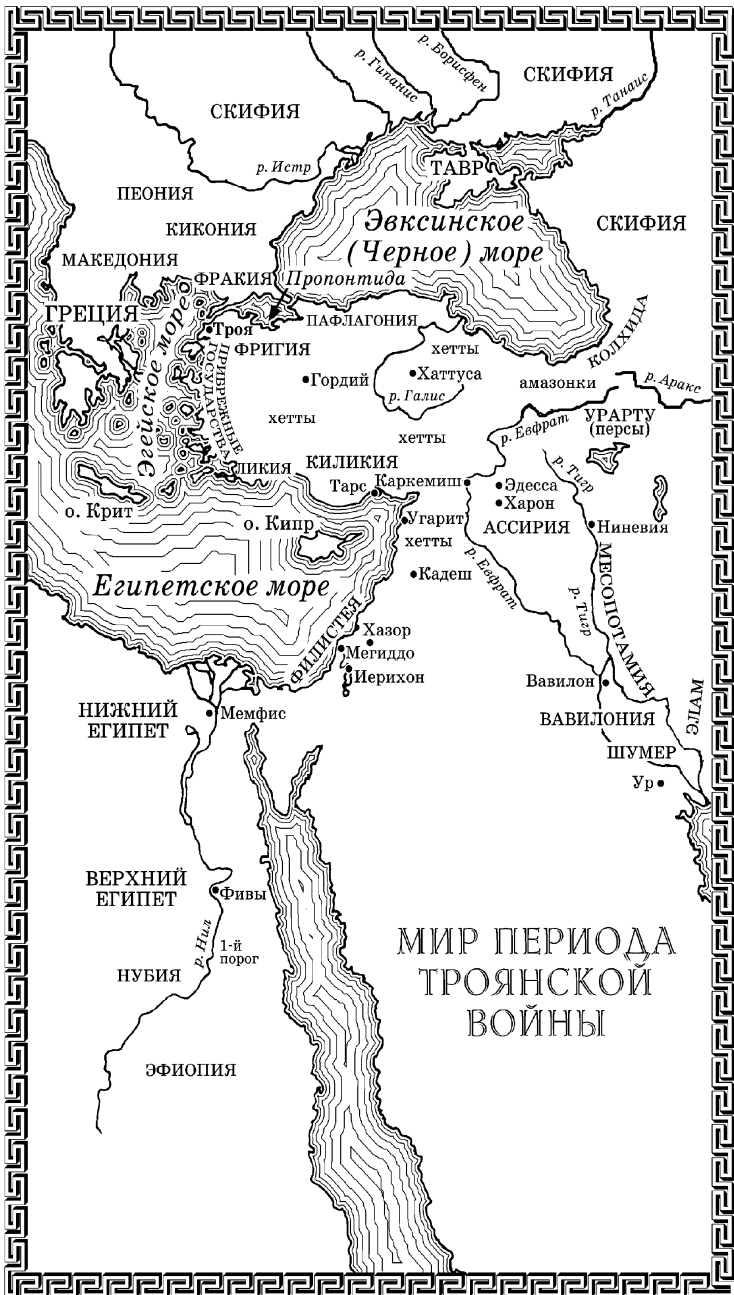 р. Борисфен
р. Гипанис
СКИФИЯ
СКИФИЯ
р. Танаис
р. Истр
ТАВР
ПЕОНИЯ
КИКОНИЯ
Эвксинское
(Черное) море
СКИФИЯ
МАКЕДОНИЯ
ФРАКИЯ
Пропонтида
ГРЕЦИЯ
Троя
ПАФЛАГОНИЯ
КОЛХИДА
Эгейское море
ПРИБРЕЖНЫЕ
ГОСУДАРСТВА
ФРИГИЯ
хетты
Гордий
Хаттуса
р. Галис
амазонки
р. Аракс
хетты
хетты
р. Евфрат
УРАРТУ
(персы)
ЛИКИЯ
КИЛИКИЯ
р. Тигр
Тарс
Каркемиш
Эдесса
Харон
о. Крит
о. Кипр
Угарит
АССИРИЯ
Ниневия
хетты
Египетское море
Кадеш
р. Евфрат
р. Тигр
МЕСОПОТАМИЯ
ФИЛИСТЕЯ
Хазор
Мегиддо
Иерихон
Вавилон
НИЖНИЙ
ЕГИПЕТ
Мемфис
ВАВИЛОНИЯ
ЭЛАМ
ШУМЕР
Ур
ВЕРХНИЙ
ЕГИПЕТ
Фивы
р. Нил
1-й
порог
НУБИЯ
МИР ПЕРИОДА
ТРОЯНСКОЙ
ВОЙНЫ
ЭФИОПИЯ